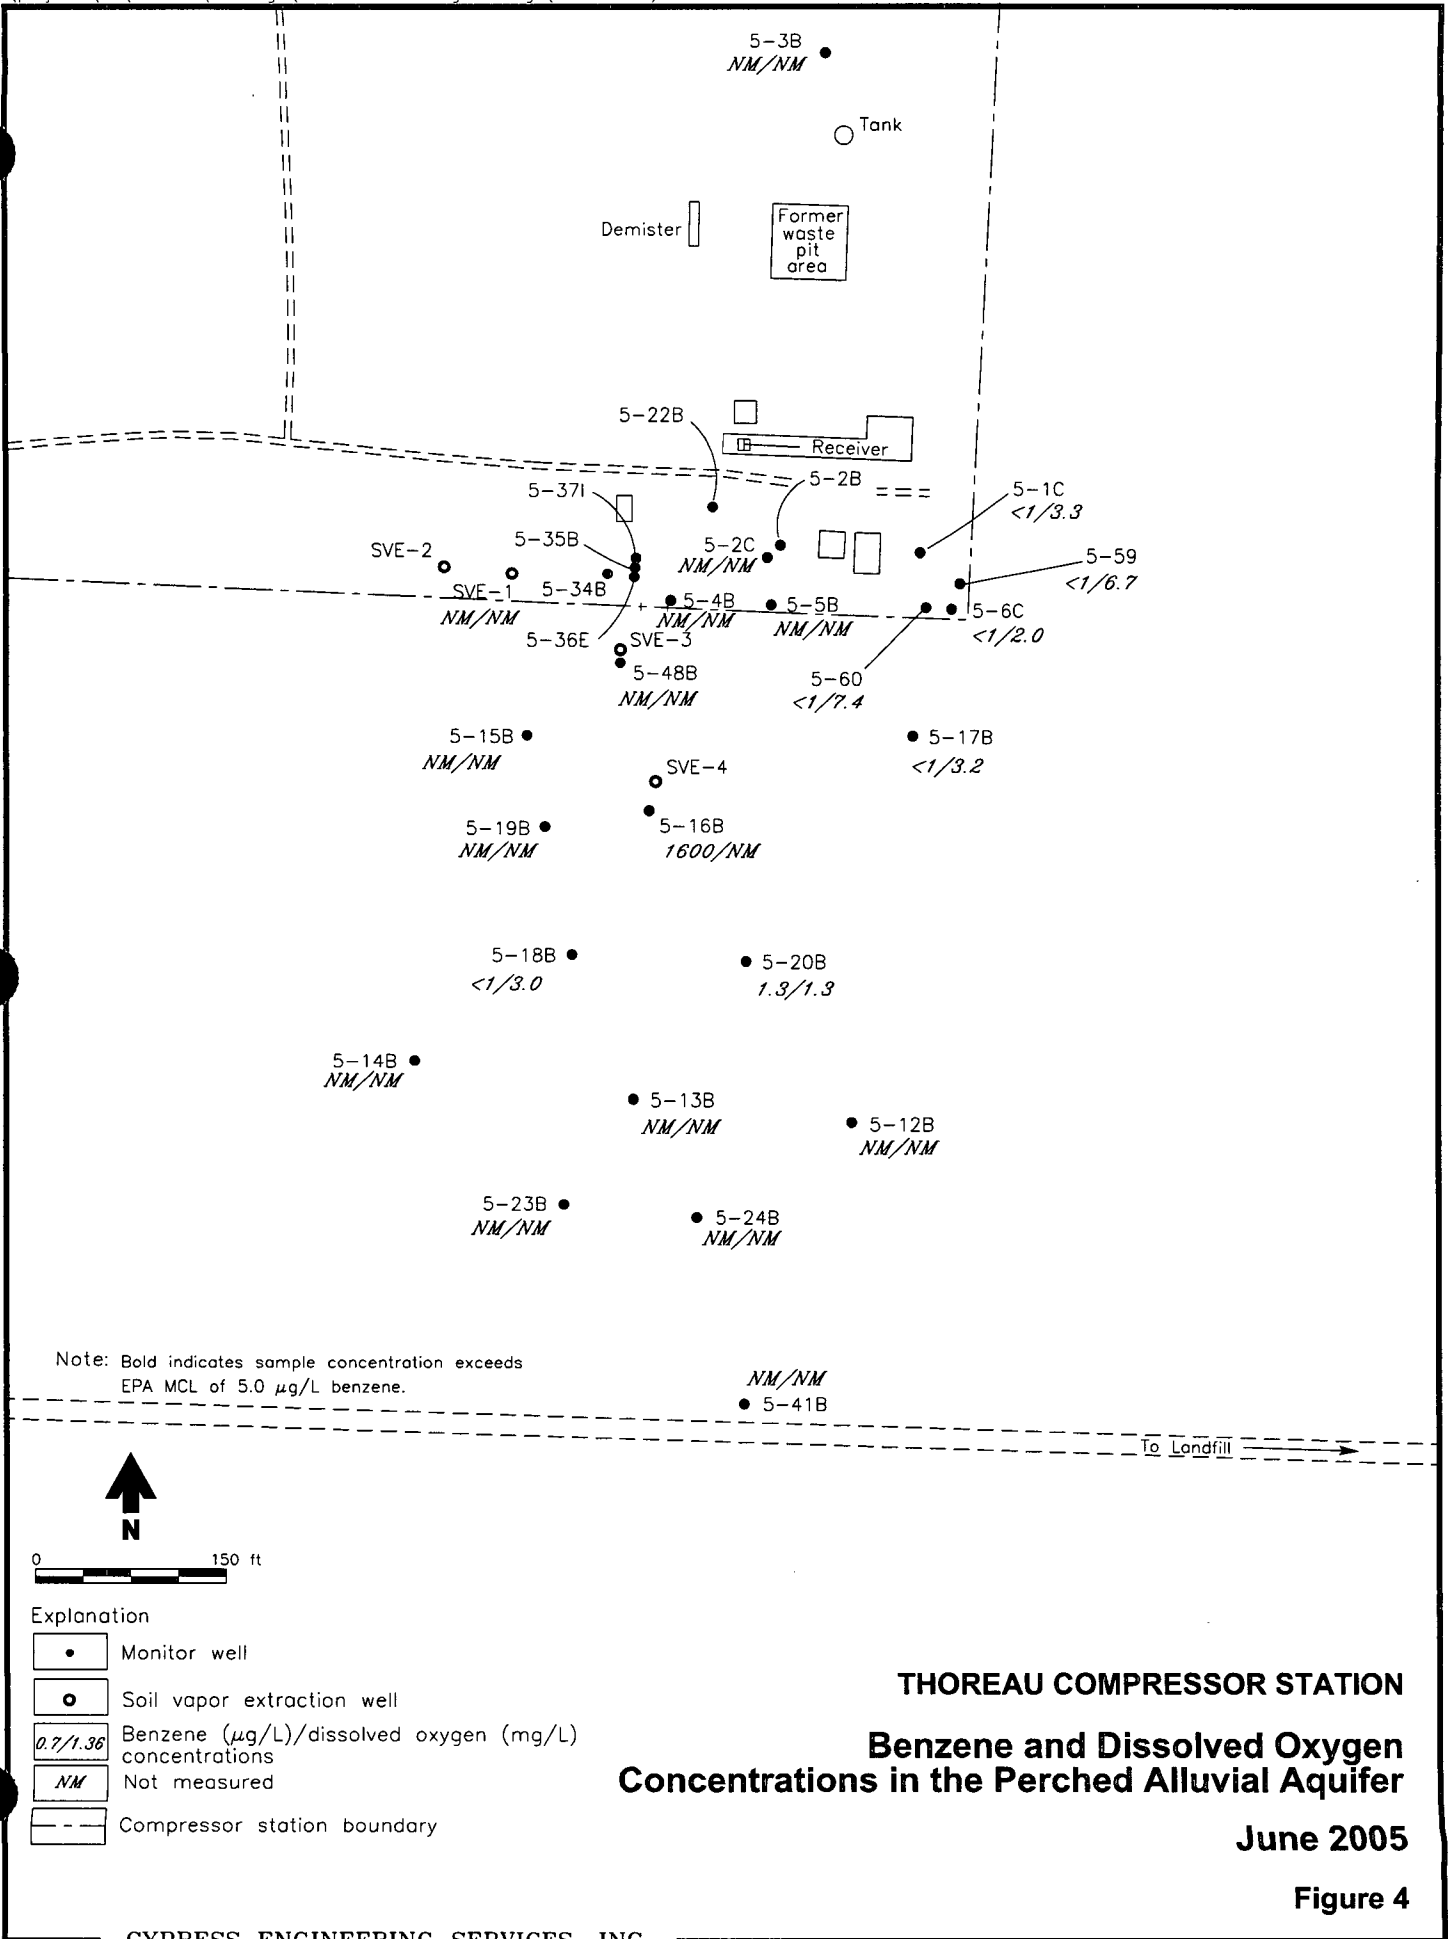 5-3B
NM/NM
Tank
Demister
Former
waste
pit
area
5-22B
Receiver
5-2B
5-37I
5-1C
<1/3.3
5-35B
5-2C
NM/NM
SVE-2
5-59
<1/6.7
SVE-1
NM/NM
5-34B
5-4B
NM/NM
5-5B
NM/NM
5-6C
<1/2.0
5-36E
SVE-3
5-48B
NM/NM
5-60
<1/7.4
5-15B
NM/NM
5-17B
<1/3.2
SVE-4
5-19B
NM/NM
5-16B
1600/NM
5-18B
<1/3.0
5-20B
1.3/1.3
5-14B
NM/NM
5-13B
NM/NM
5-12B
NM/NM
5-23B
NM/NM
5-24B
NM/NM
Note: Bold indicates sample concentration exceeds
EPA MCL of 5.0 µg/L benzene.
NM/NM
5-41B
To Landfill
N
0 150 ft
Explanation
Monitor well
Soil vapor extraction well
0.7/1.36 Benzene (µg/L)/dissolved oxygen (mg/L)
concentrations
NM Not measured
Compressor station boundary
THOREAU COMPRESSOR STATION
Benzene and Dissolved Oxygen
Concentrations in the Perched Alluvial Aquifer
June 2005
Figure 4
CYPRESS ENGINEERING SERVICES, INC.